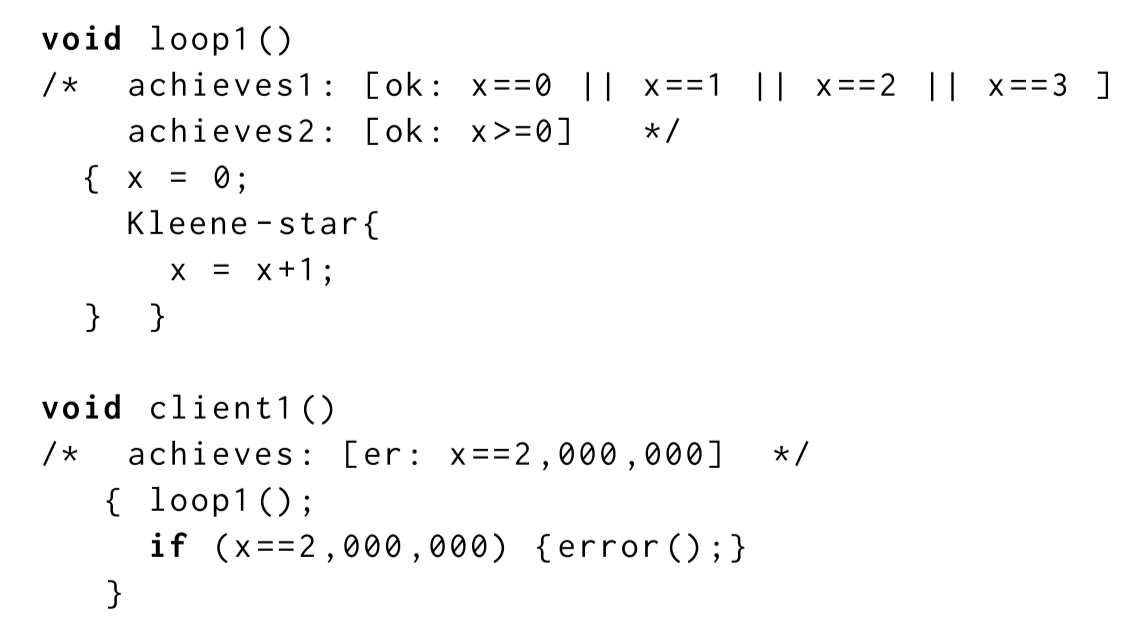 void loop1()
/* achieves1: [ok: x==0 || x==1 || x==2 || x==3 ]
achieves2: [ok: x>=0] */
{ x = 0;
Kleene-star{
x = x+1;
} }
void client1()
/* achieves: [er: x==2,000,000] */
{ loop1();
if (x==2,000,000) {error();}
}